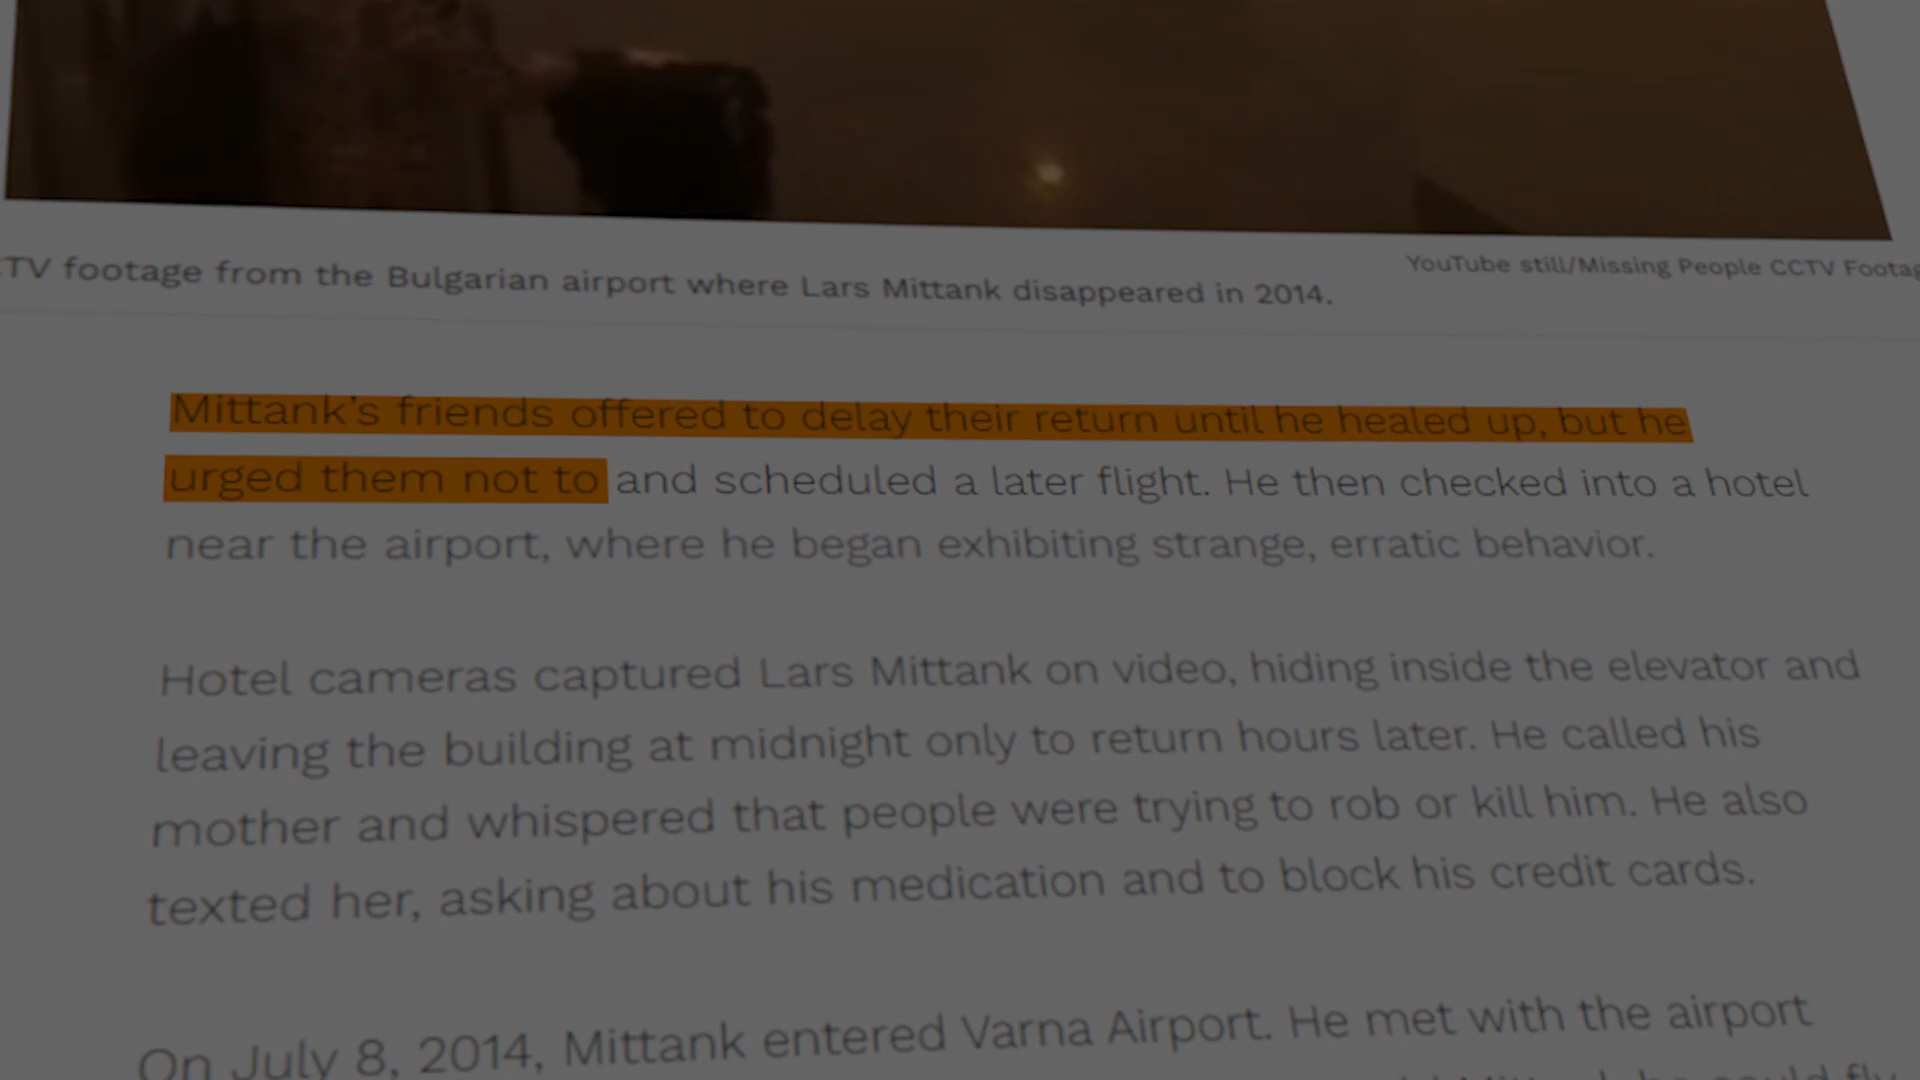 TV footage from the Bulgarian airport where Lars Mittank disappeared in 2014.
YouTube still/Missing People CCTV
Mittank's friends offered to delay their return until he healed up, but he
urged them not to and scheduled a later flight. He then checked into a hotel
near the airport, where he began exhibiting strange, erratic behavior.
Hotel cameras captured Lars Mittank on video, hiding inside the elevator and
leaving the building at midnight only to return hours later. He called his
mother and whispered that people were trying to rob or kill him. He also
texted her, asking about his medication and to block his credit cards.
On July 8, 2014, Mittank entered Varna Airport. He met with the airport